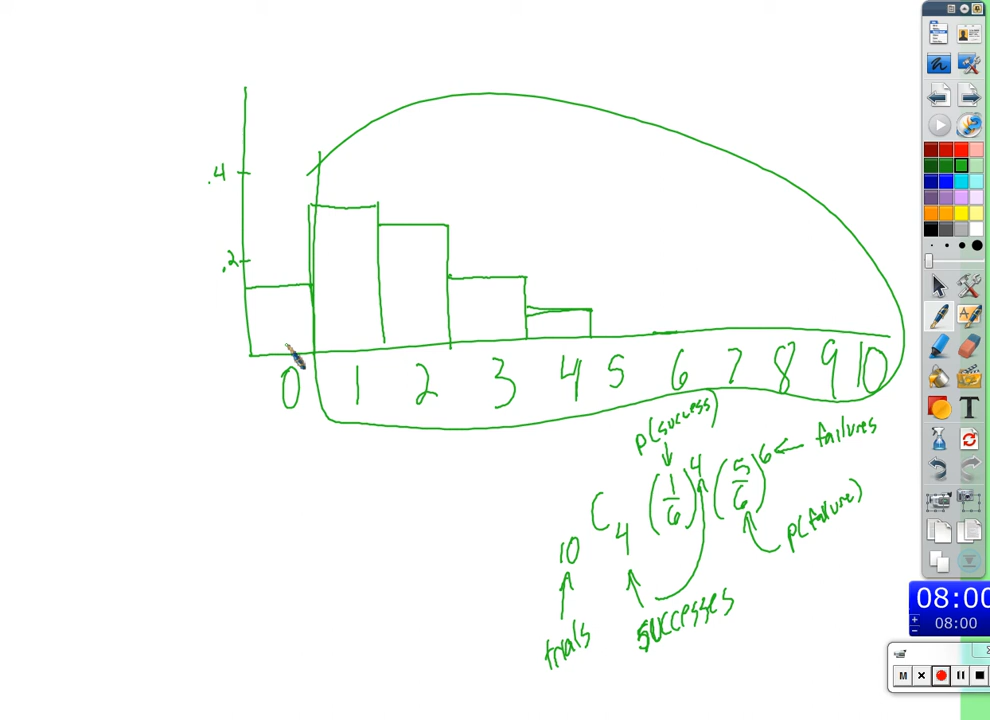 .4
.2
0 1 2 3 4 5 6 7 8 9 10
p(success)
10 C 4 (1/6)^4 (5/6)^6 ← failures
p(failure)
trials
successes
T
08:00
08:00
M